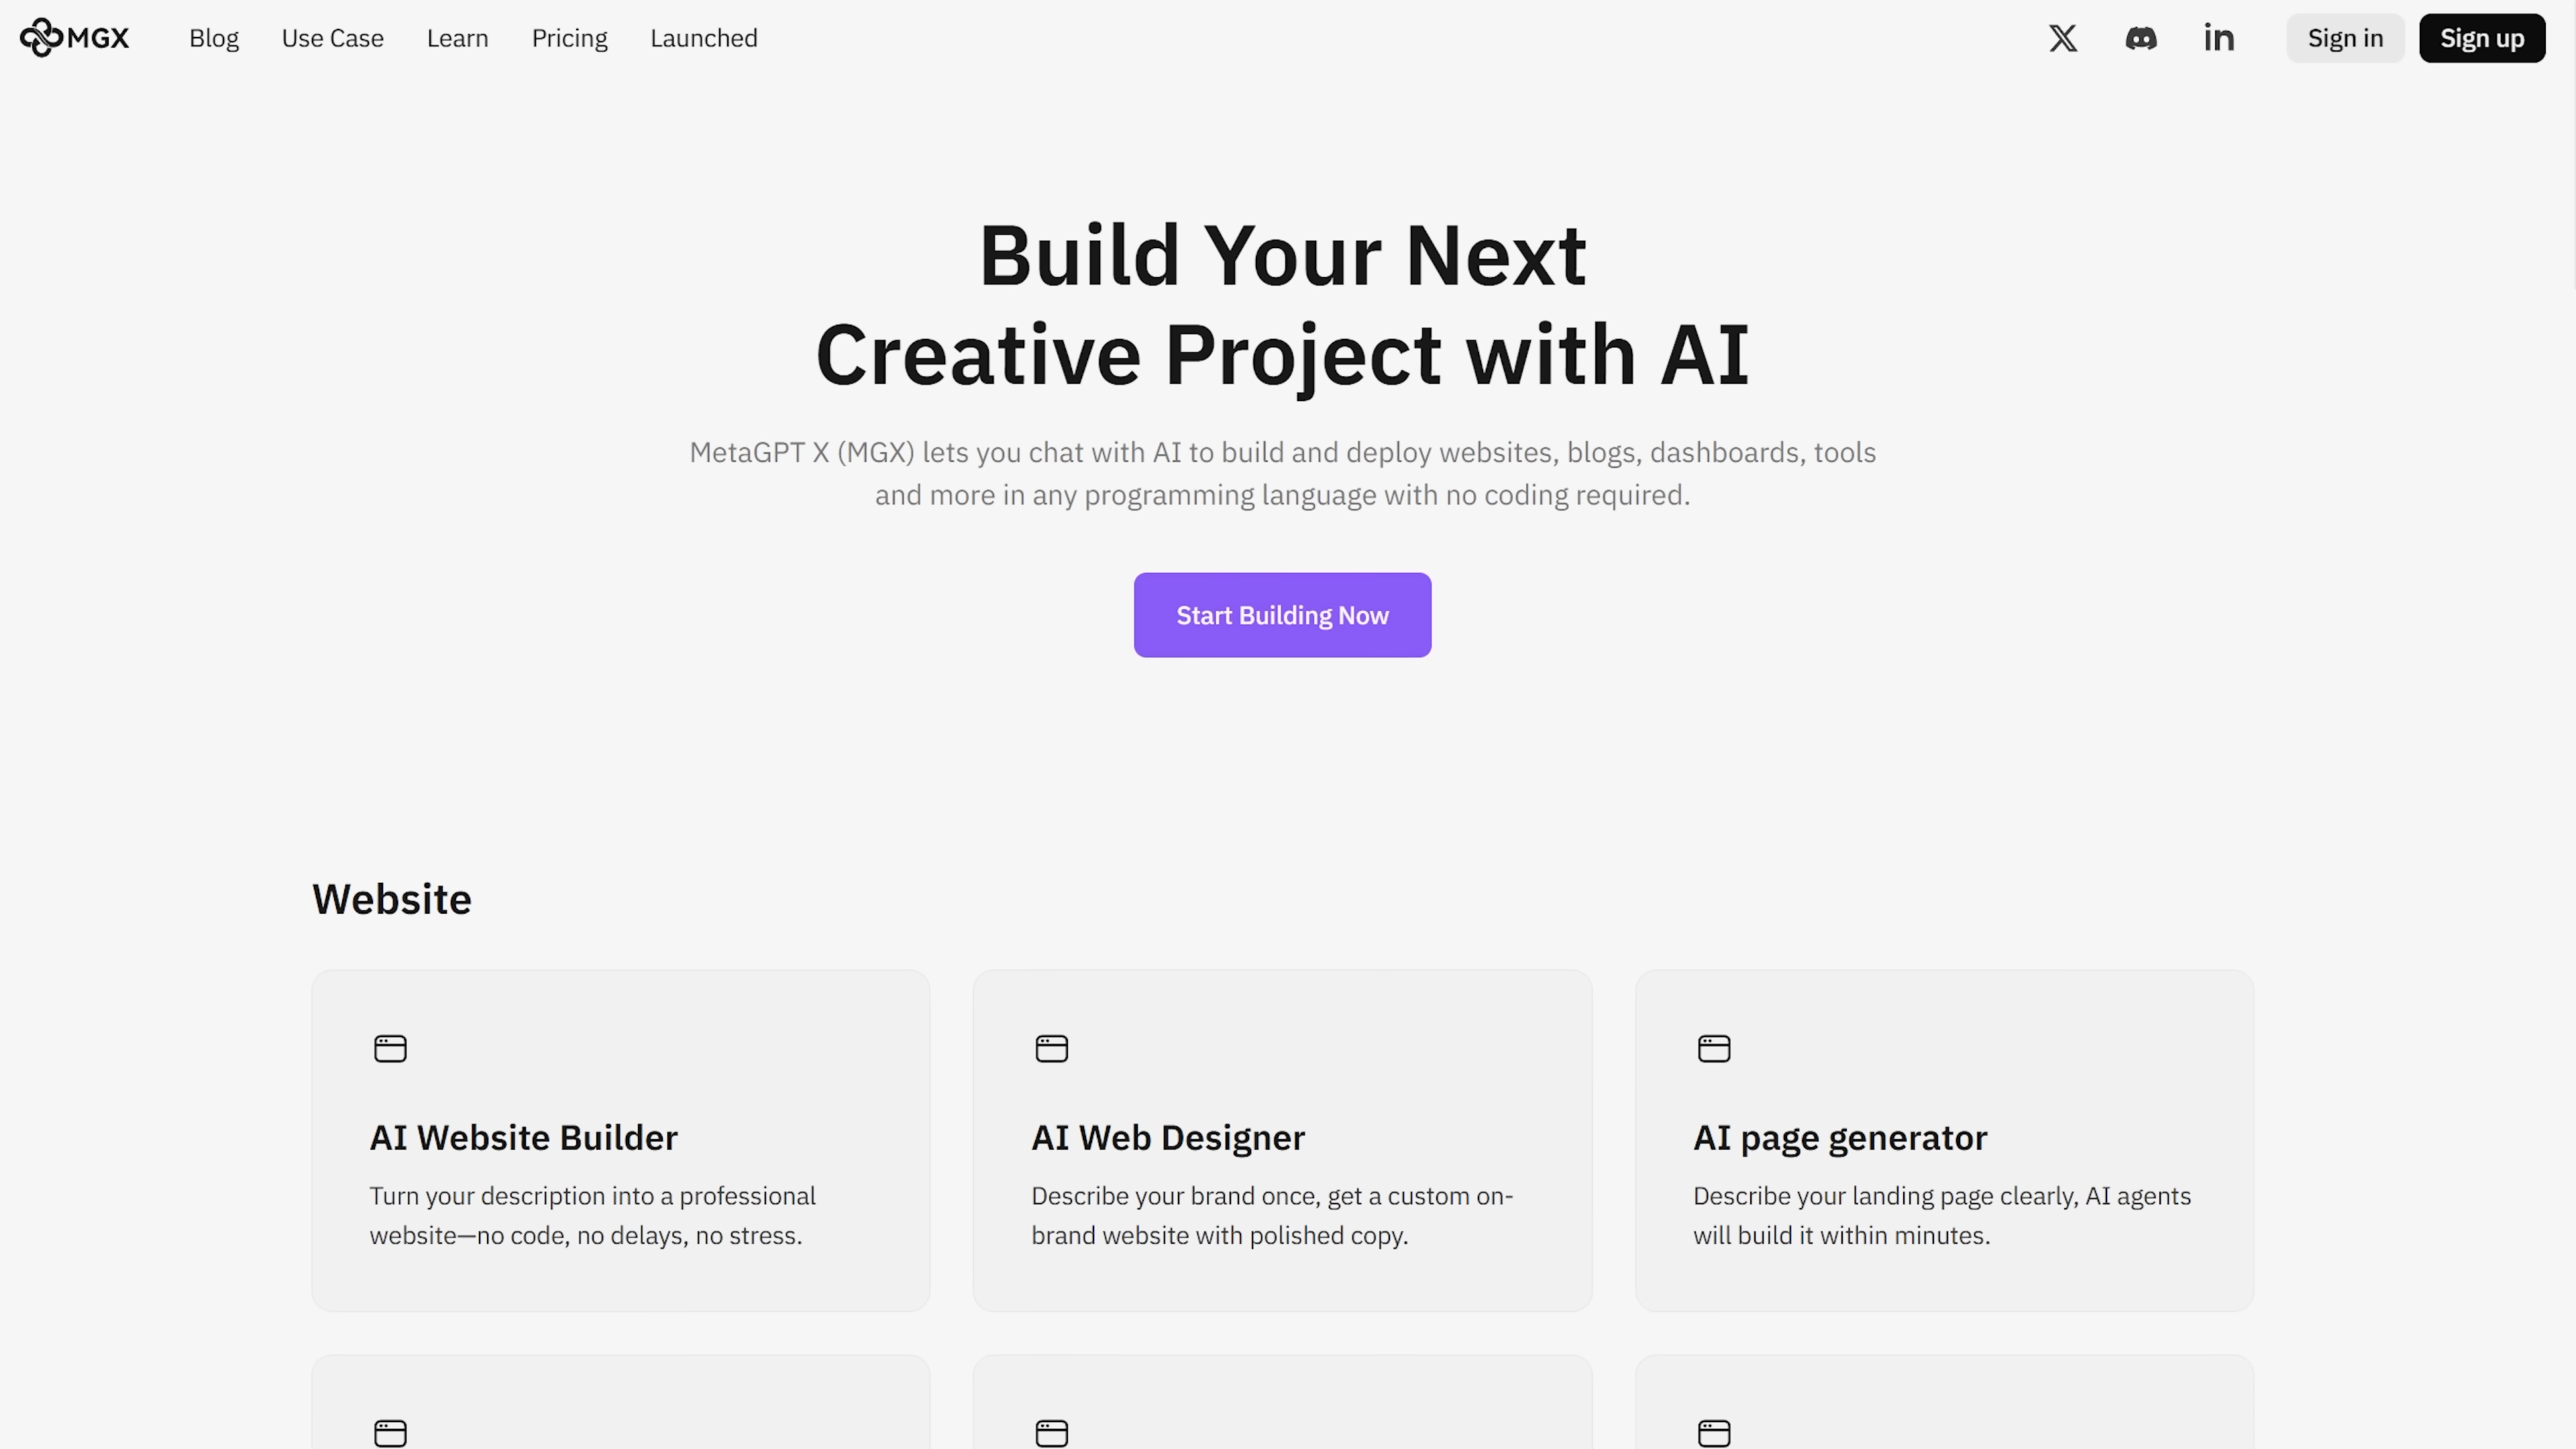 MGX
Blog
Use Case
Learn
Pricing
Launched
Sign in
Sign up
Build Your Next
Creative Project with AI
MetaGPT X (MGX) lets you chat with AI to build and deploy websites, blogs, dashboards, tools
and more in any programming language with no coding required.
Start Building Now
Website
AI Website Builder
Turn your description into a professional
website—no code, no delays, no stress.
AI Web Designer
Describe your brand once, get a custom on-
brand website with polished copy.
AI page generator
Describe your landing page clearly, AI agents
will build it within minutes.